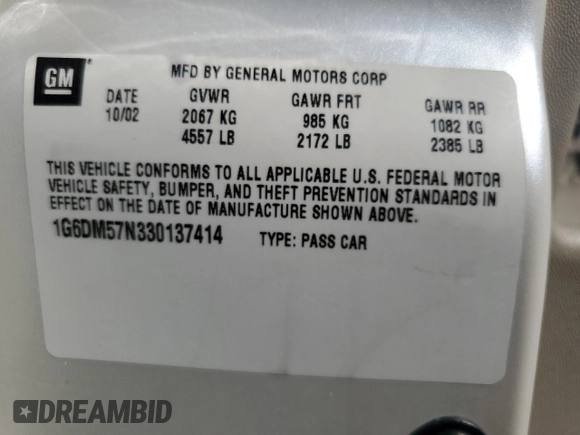 GM
MFD BY GENERAL MOTORS CORP
DATE GVWR GAWR FRT GAWR RR
10/02 2067 KG 985 KG 1082 KG
4557 LB 2172 LB 2385 LB
THIS VEHICLE CONFORMS TO ALL APPLICABLE U.S. FEDERAL MOTOR
VEHICLE SAFETY, BUMPER, AND THEFT PREVENTION STANDARDS IN
EFFECT ON THE DATE OF MANUFACTURE SHOWN ABOVE.
1G6DM57N330137414 TYPE: PASS CAR
DREAMBID